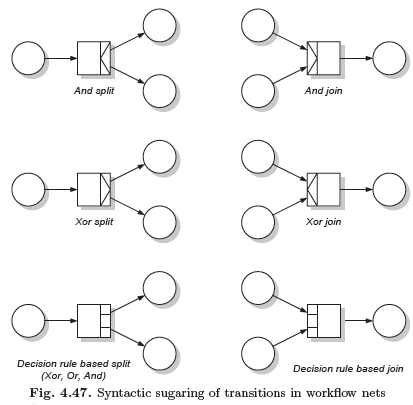 And split
And join
Xor split
Xor join
Decision rule based split
(Xor, Or, And)
Decision rule based join
Fig. 4.47. Syntactic sugaring of transitions in workflow nets